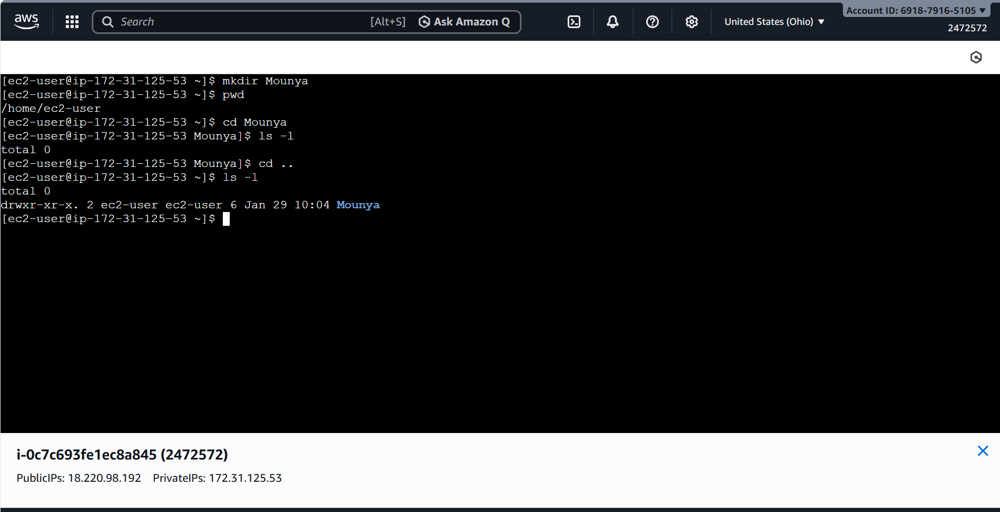 aws
Search [Alt+S] Ask Amazon Q United States (Ohio) Account ID: 6918-7916-5105
2472572
[ec2-user@ip-172-31-125-53 ~]$ mkdir Mounya
[ec2-user@ip-172-31-125-53 ~]$ pwd
/home/ec2-user
[ec2-user@ip-172-31-125-53 ~]$ cd Mounya
[ec2-user@ip-172-31-125-53 Mounya]$ ls -l
total 0
[ec2-user@ip-172-31-125-53 Mounya]$ cd ..
[ec2-user@ip-172-31-125-53 ~]$ ls -l
total 0
drwxr-xr-x. 2 ec2-user ec2-user 6 Jan 29 10:04 Mounya
[ec2-user@ip-172-31-125-53 ~]$
i-0c7c693fe1ec8a845 (2472572)
PublicIPs: 18.220.98.192 PrivateIPs: 172.31.125.53